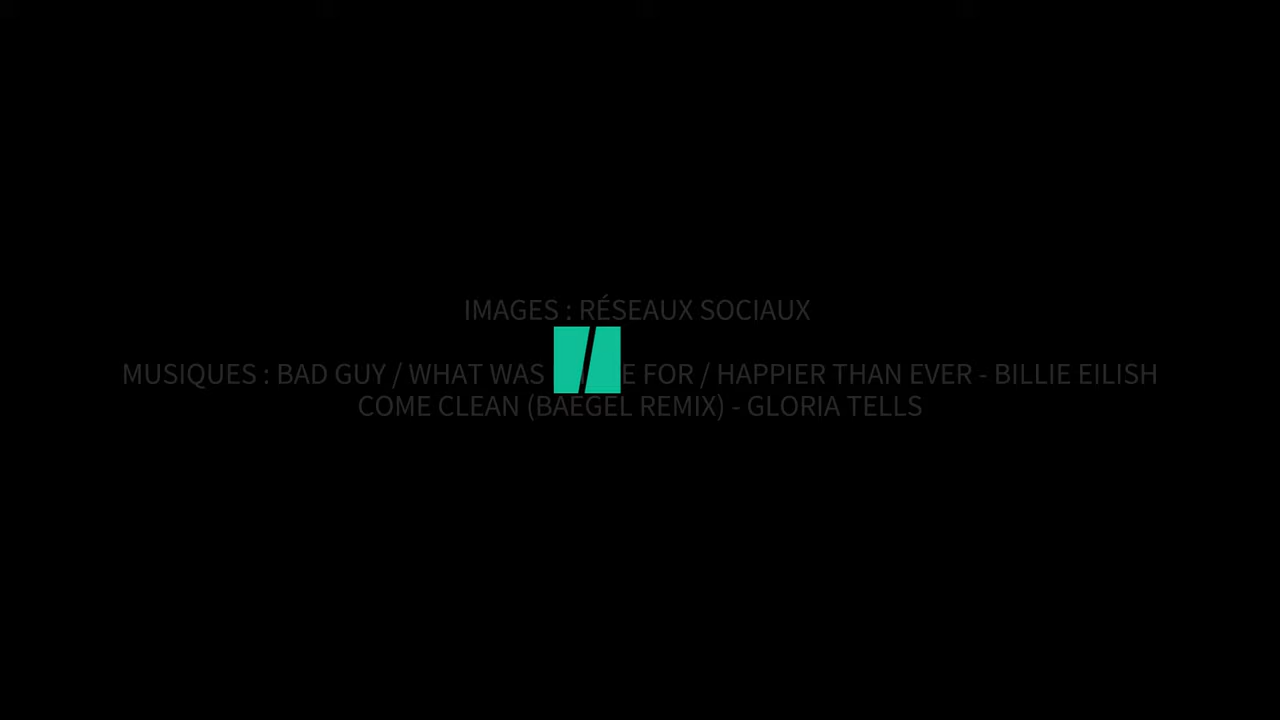 IMAGES : RÉSEAUX SOCIAUX
MUSIQUES : BAD GUY / WHAT WAS E FOR / HAPPIER THAN EVER - BILLIE EILISH
COME CLEAN (BAEGEL REMIX) - GLORIA TELLS